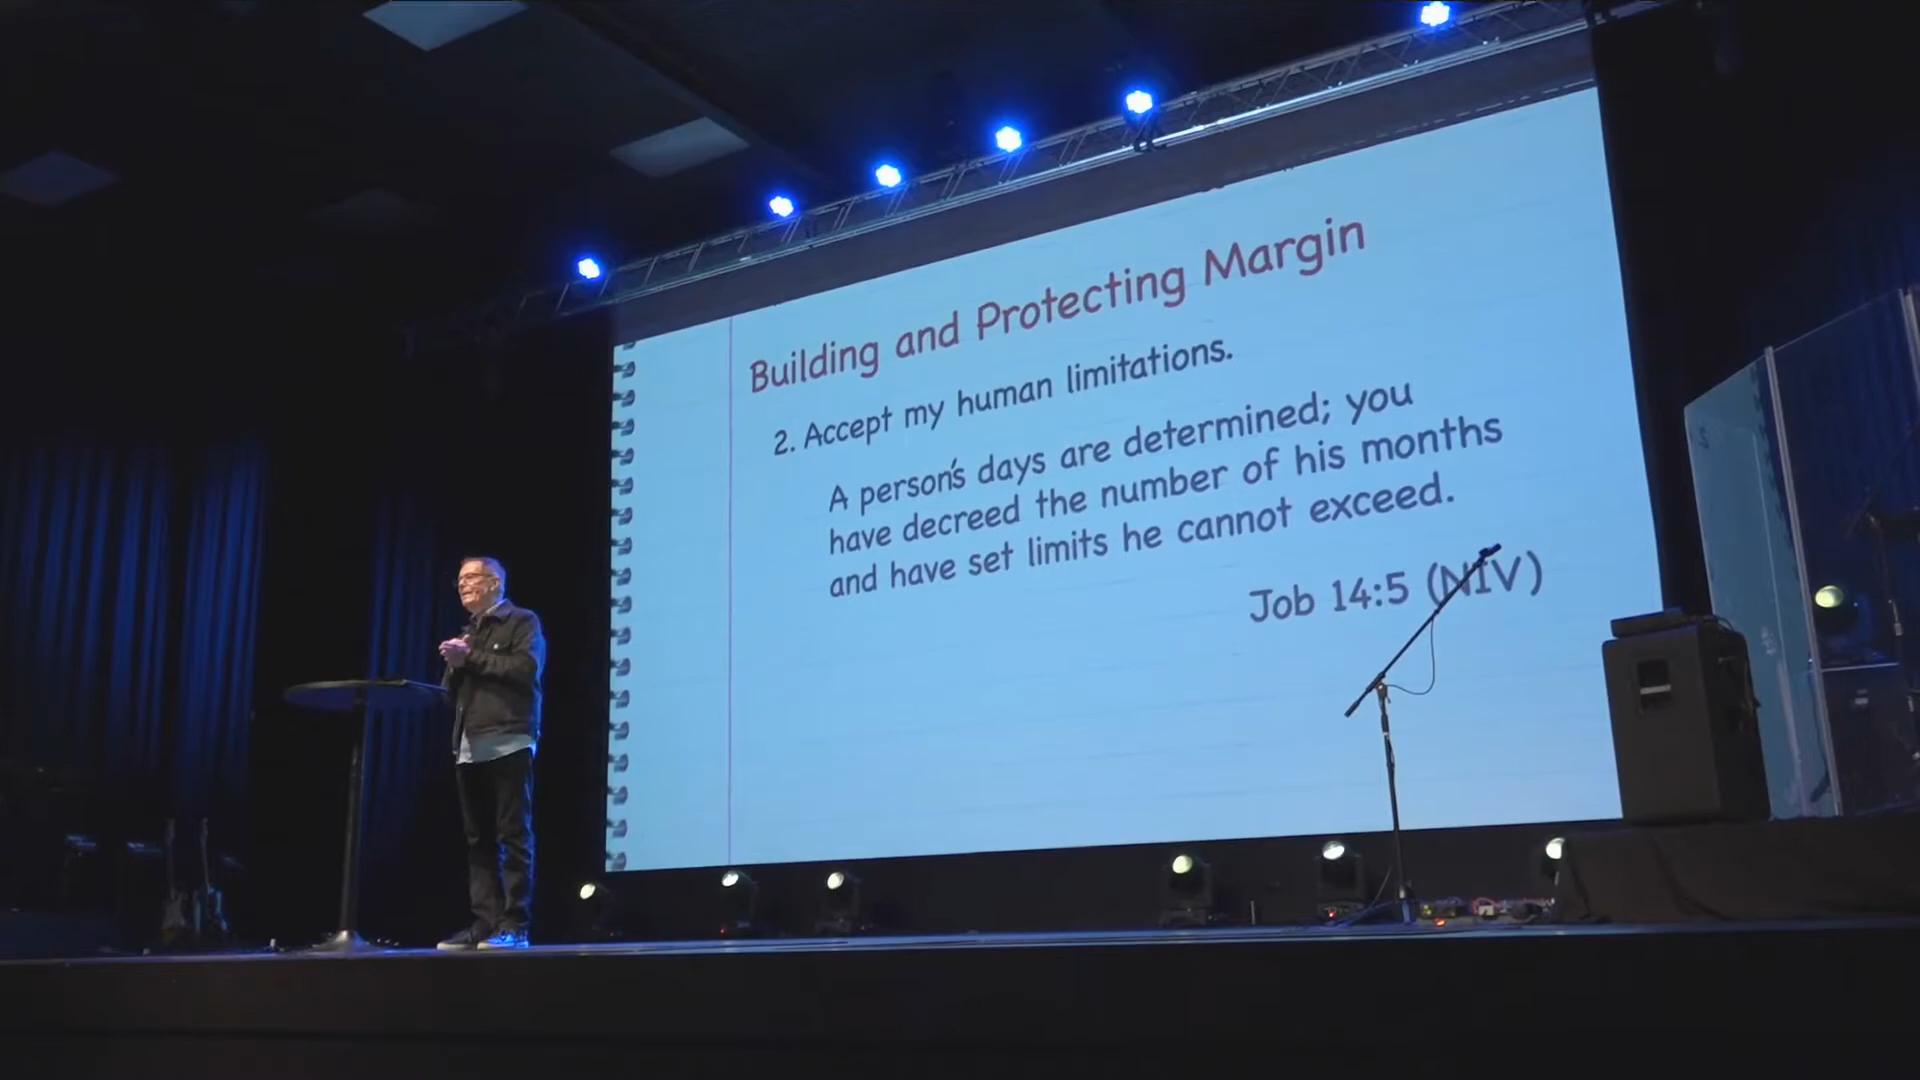 Building and Protecting Margin
2. Accept my human limitations.
A person's days are determined; you
have decreed the number of his months
and have set limits he cannot exceed.
Job 14:5 (NIV)